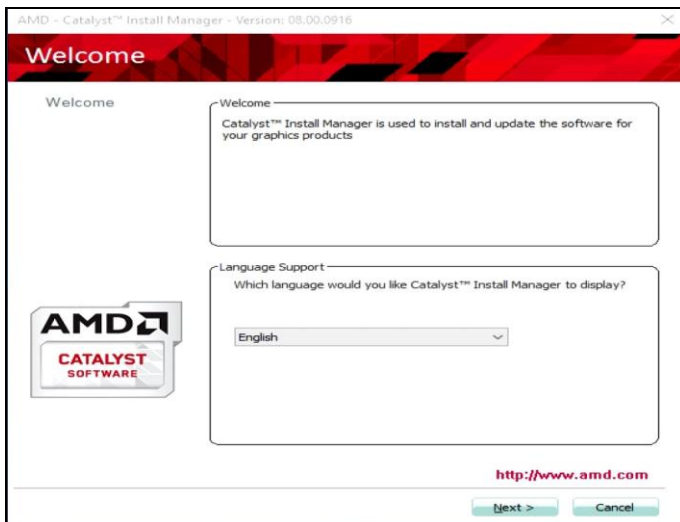 AMD - Catalyst™ Install Manager - Version: 08.00.0916
Welcome
Welcome
Welcome
Catalyst™ Install Manager is used to install and update the software for
your graphics products
Language Support
Which language would you like Catalyst™ Install Manager to display?
English
AMD
CATALYST
SOFTWARE
http://www.amd.com
Next >
Cancel